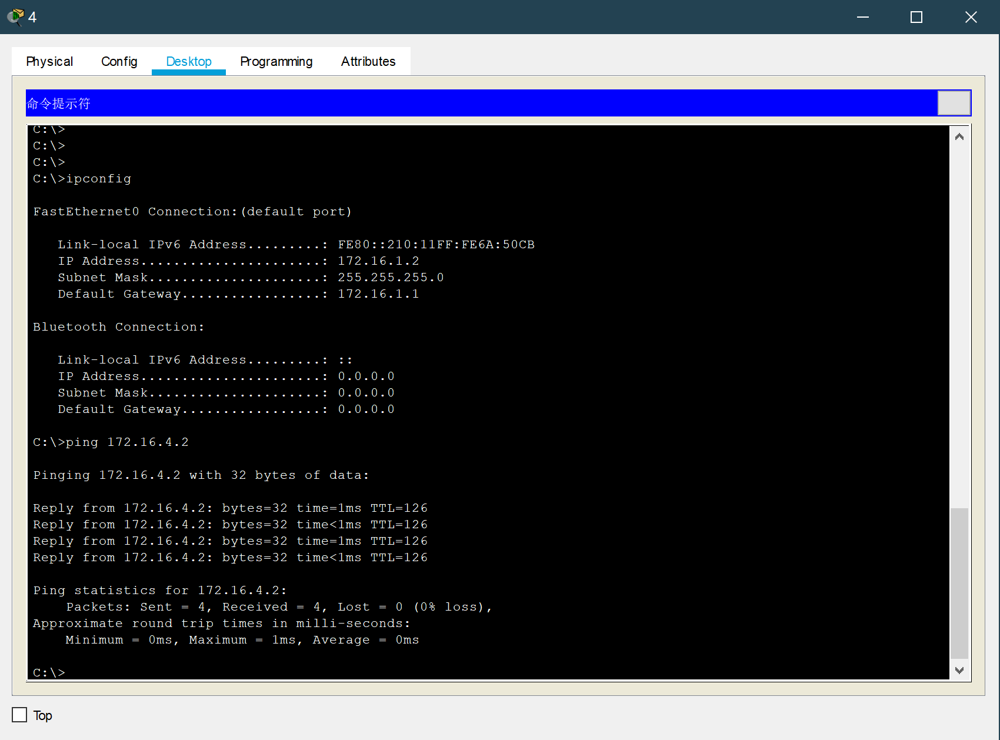 4
Physical Config Desktop Programming Attributes
命令提示符
C:\>
C:\>
C:\>
C:\>ipconfig
FastEthernet0 Connection:(default port)
Link-local IPv6 Address.........: FE80::210:11FF:FE6A:50CB
IP Address......................: 172.16.1.2
Subnet Mask.....................: 255.255.255.0
Default Gateway.................: 172.16.1.1
Bluetooth Connection:
Link-local IPv6 Address.........: ::
IP Address......................: 0.0.0.0
Subnet Mask.....................: 0.0.0.0
Default Gateway.................: 0.0.0.0
C:\>ping 172.16.4.2
Pinging 172.16.4.2 with 32 bytes of data:
Reply from 172.16.4.2: bytes=32 time=1ms TTL=126
Reply from 172.16.4.2: bytes=32 time<1ms TTL=126
Reply from 172.16.4.2: bytes=32 time=1ms TTL=126
Reply from 172.16.4.2: bytes=32 time<1ms TTL=126
Ping statistics for 172.16.4.2:
Packets: Sent = 4, Received = 4, Lost = 0 (0% loss),
Approximate round trip times in milli-seconds:
Minimum = 0ms, Maximum = 1ms, Average = 0ms
C:\>
Top